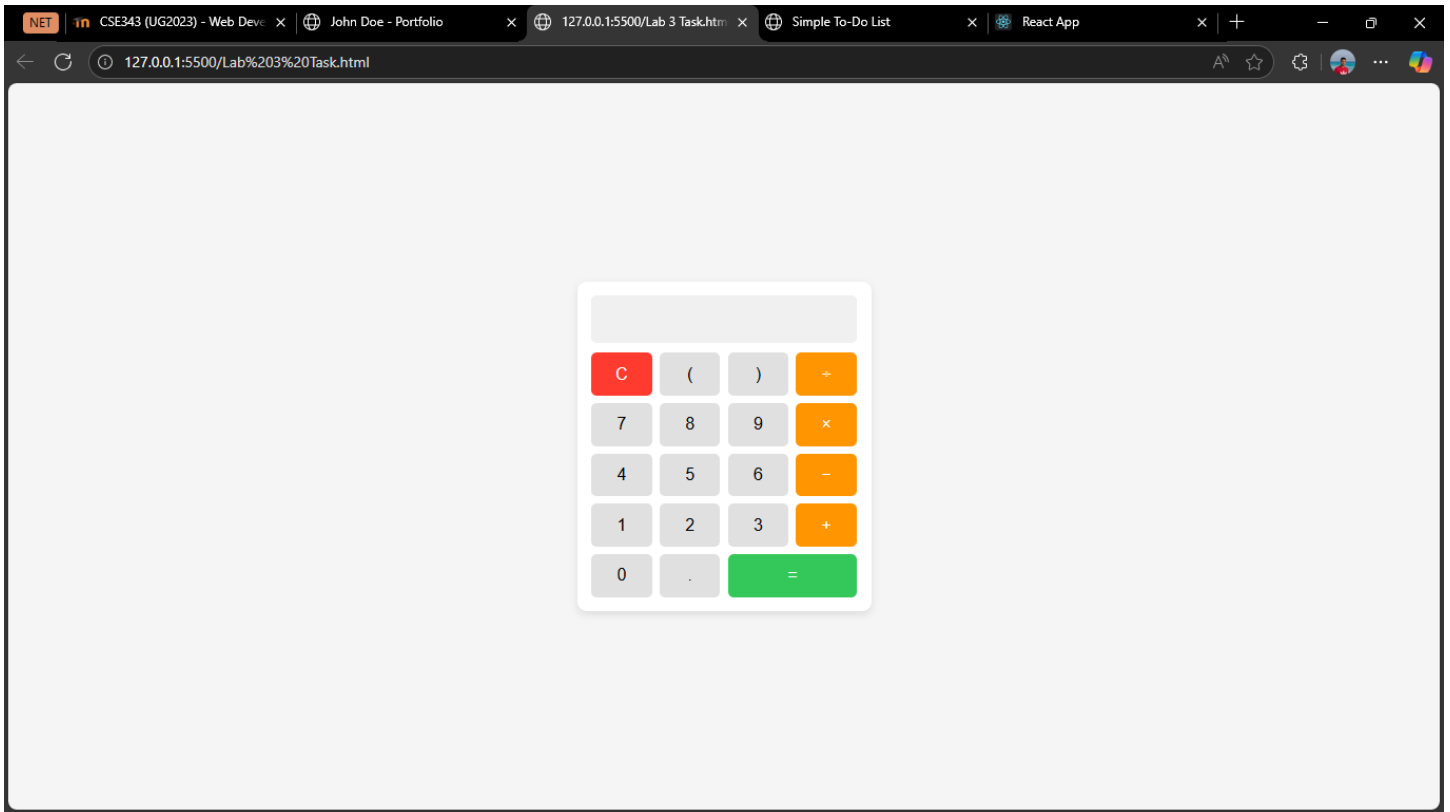 NET CSE343 (UG2023) - Web Deve John Doe - Portfolio 127.0.0.1:5500/Lab 3 Task.htm Simple To-Do List React App
127.0.0.1:5500/Lab%203%20Task.html
C ( ) ÷
7 8 9 ×
4 5 6 −
1 2 3 +
0 . =